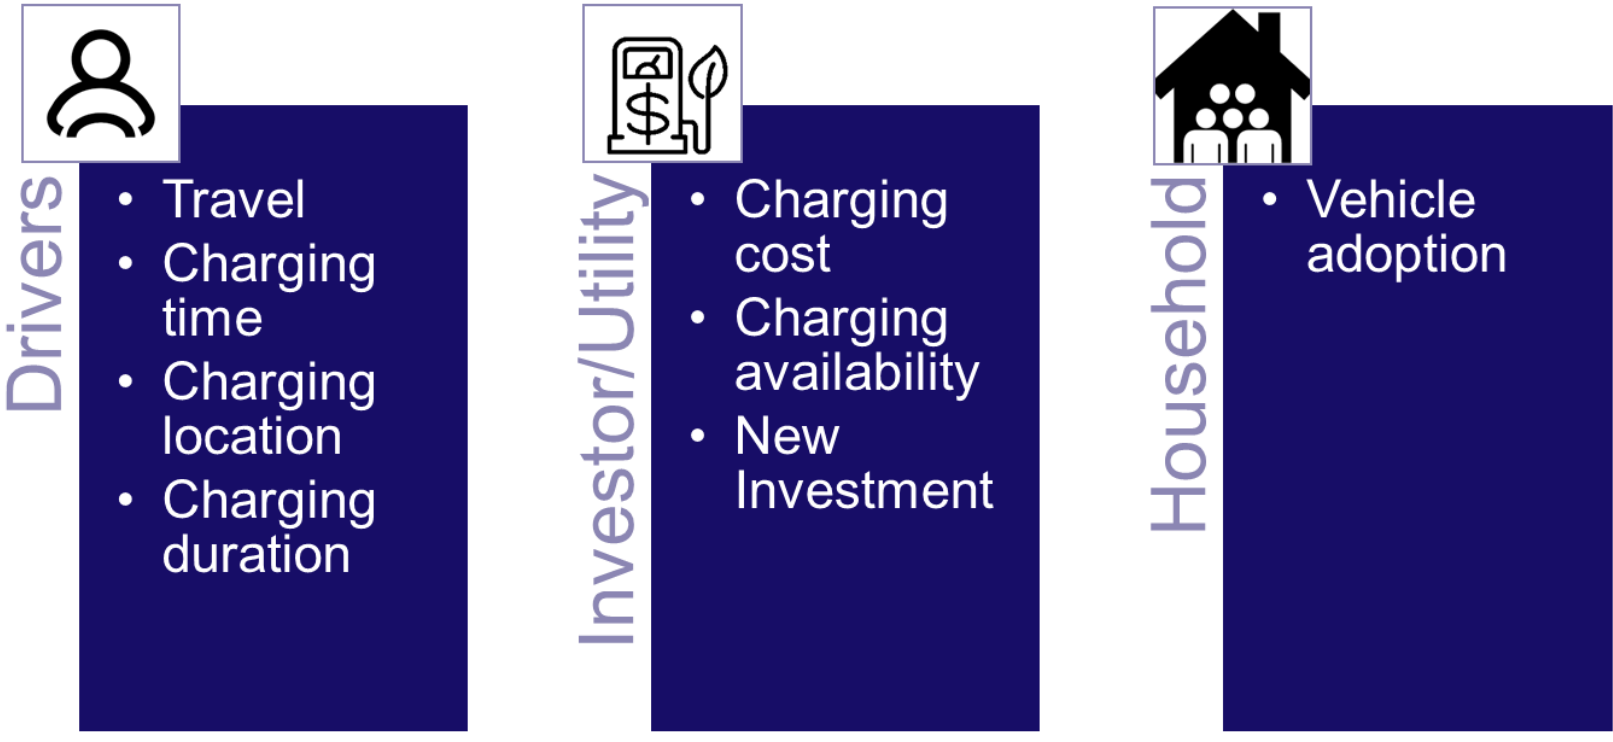 Drivers
• Travel
• Charging
time
• Charging
location
• Charging
duration
Investor/Utility
$
• Charging
cost
• Charging
availability
• New
Investment
Household
• Vehicle
adoption